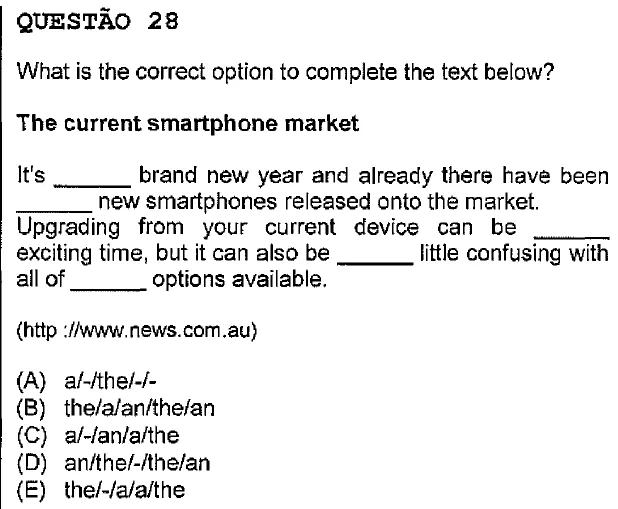 QUESTÃO 28
What is the correct option to complete the text below?
The current smartphone market
It's ______ brand new year and already there have been
______ new smartphones released onto the market.
Upgrading from your current device can be ______
exciting time, but it can also be ______ little confusing with
all of ______ options available.
(http ://www.news.com.au)
(A) a/-/the/-/-
(B) the/a/an/the/an
(C) a/-/an/a/the
(D) an/the/-/the/an
(E) the/-/a/a/the